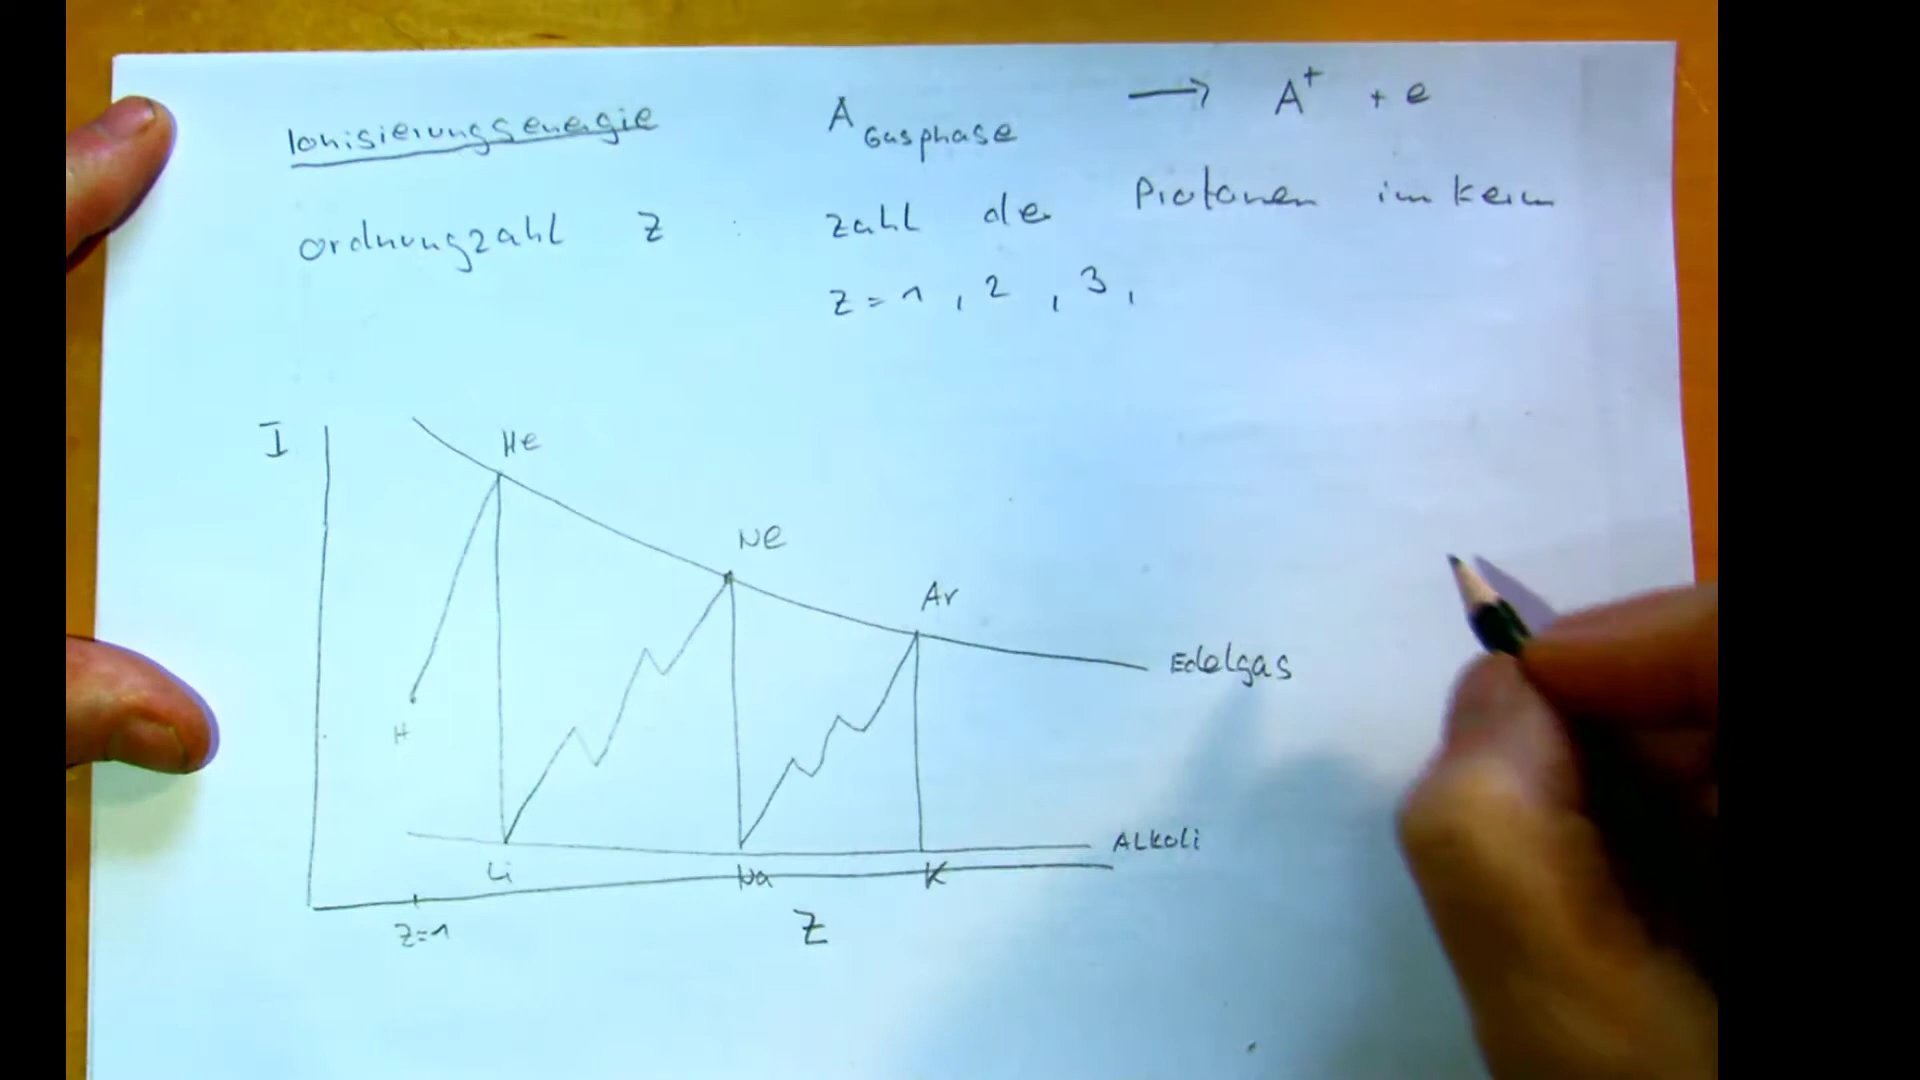 Ionisierungsenergie A Gasphase → A⁺ + e
Ordnungzahl Z : Zahl der Protonen im Kern
Z = 1 , 2 , 3 ,
I
He
Ne
Ar
Edelgas
H
Alkali
Li Na K
Z=1 Z